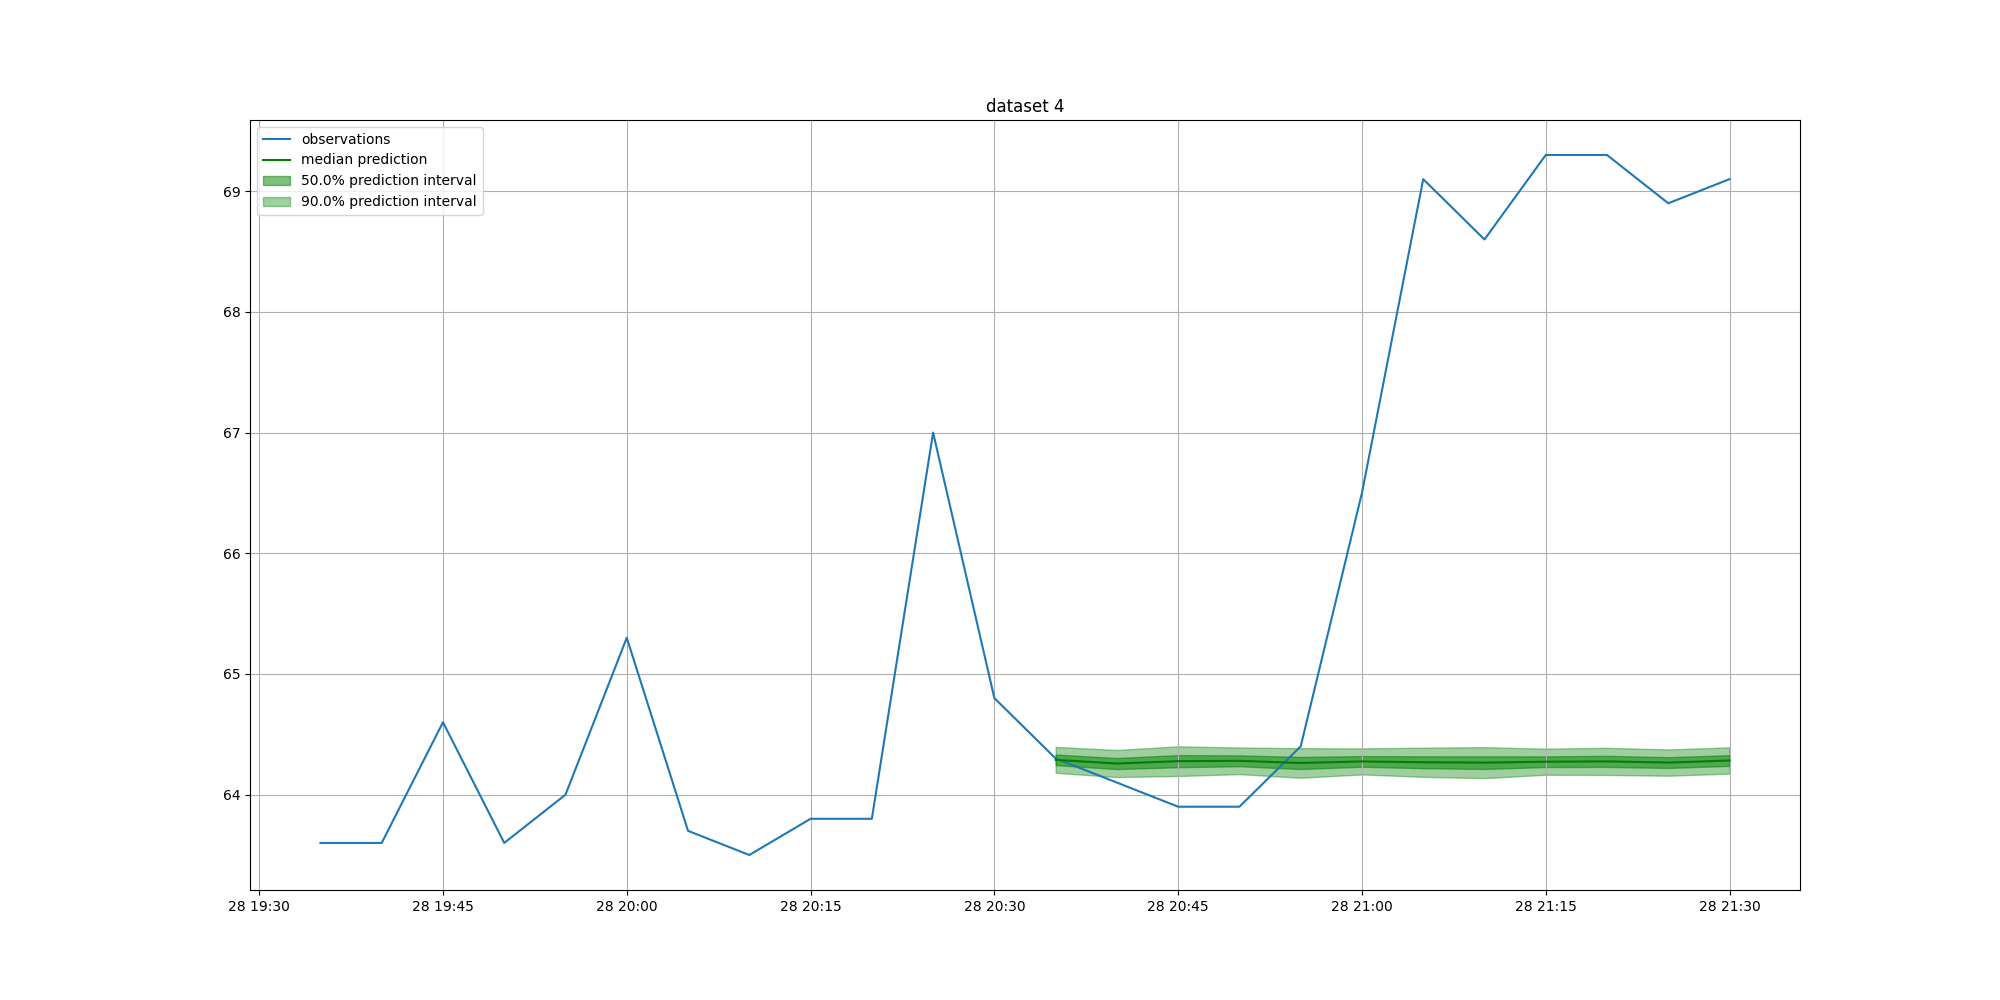 dataset 4
observations
median prediction
50.0% prediction interval
90.0% prediction interval
69
68
67
66
65
64
28 19:30 28 19:45 28 20:00 28 20:15 28 20:30 28 20:45 28 21:00 28 21:15 28 21:30